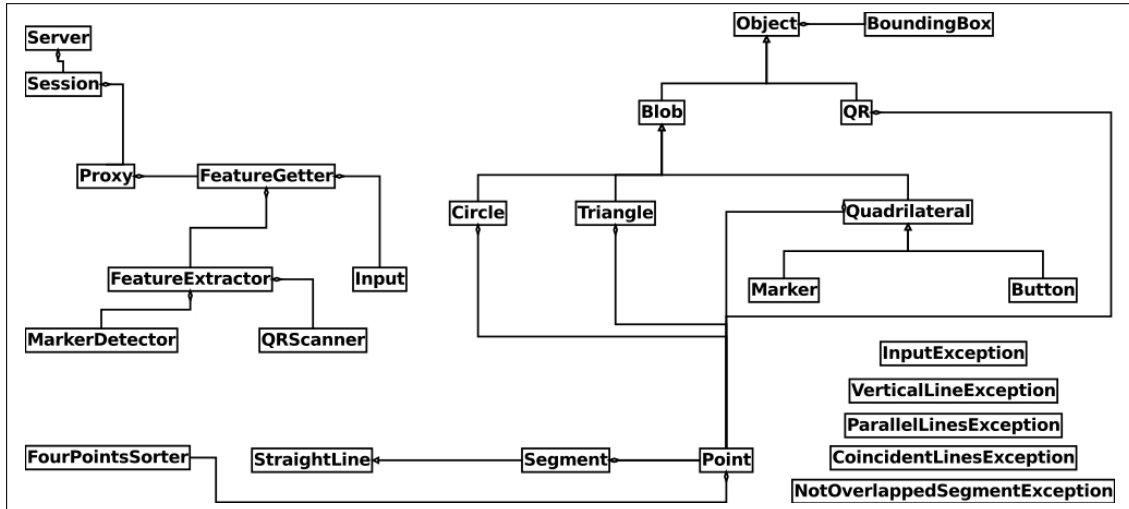 Server
Object
BoundingBox
Session
Blob
QR
Proxy
FeatureGetter
Circle
Triangle
Quadrilateral
FeatureExtractor
Input
Marker
Button
MarkerDetector
QRScanner
InputException
VerticalLineException
ParallelLinesException
FourPointsSorter
StraightLine
Segment
Point
CoincidentLinesException
NotOverlappedSegmentException